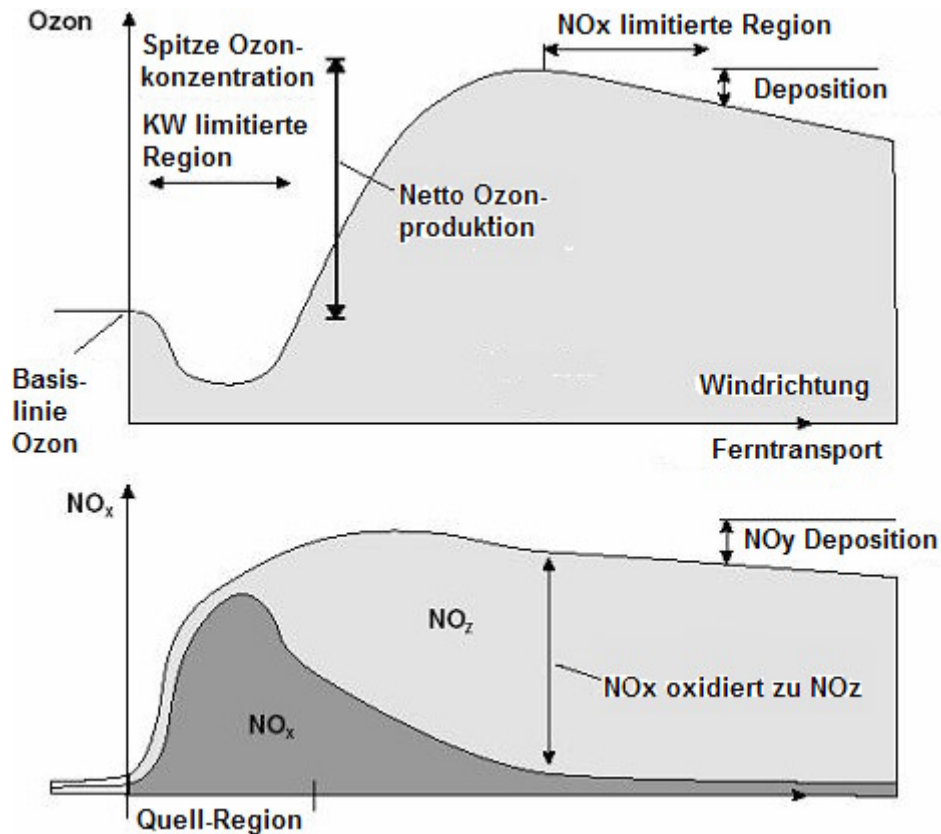 Ozon
Spitze Ozon-
konzentration
KW limitierte
Region
NOx limitierte Region
Deposition
Netto Ozon-
produktion
Basis-
linie
Ozon
Windrichtung
Ferntransport
NOx
NOy Deposition
NOz
NOx oxidiert zu NOz
NOx
Quell-Region